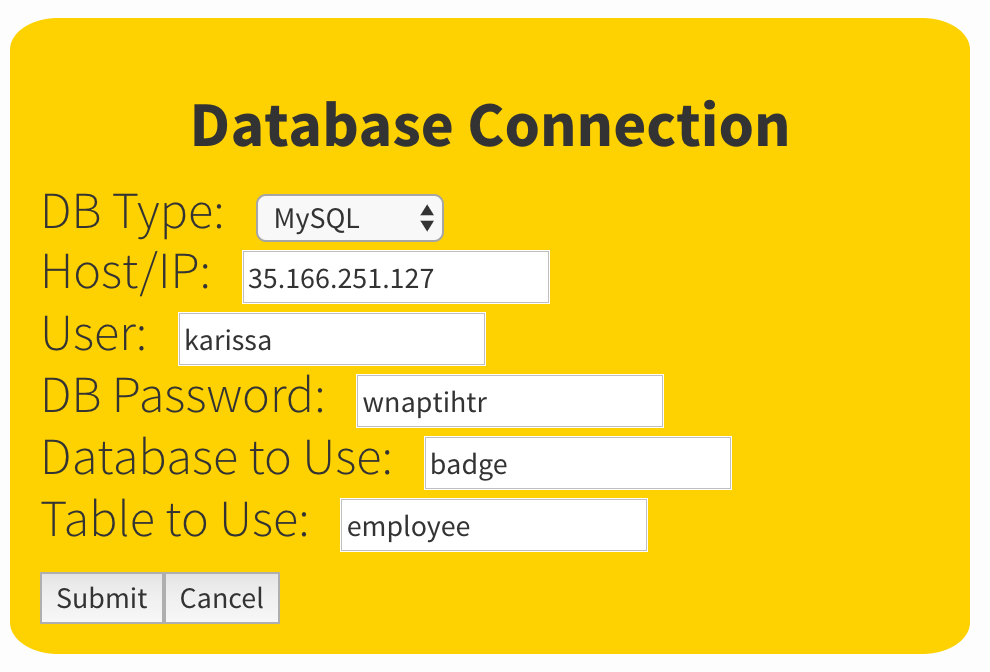 Database Connection
DB Type: MySQL
Host/IP: 35.166.251.127
User: karissa
DB Password: wnaptihtr
Database to Use: badge
Table to Use: employee
Submit Cancel